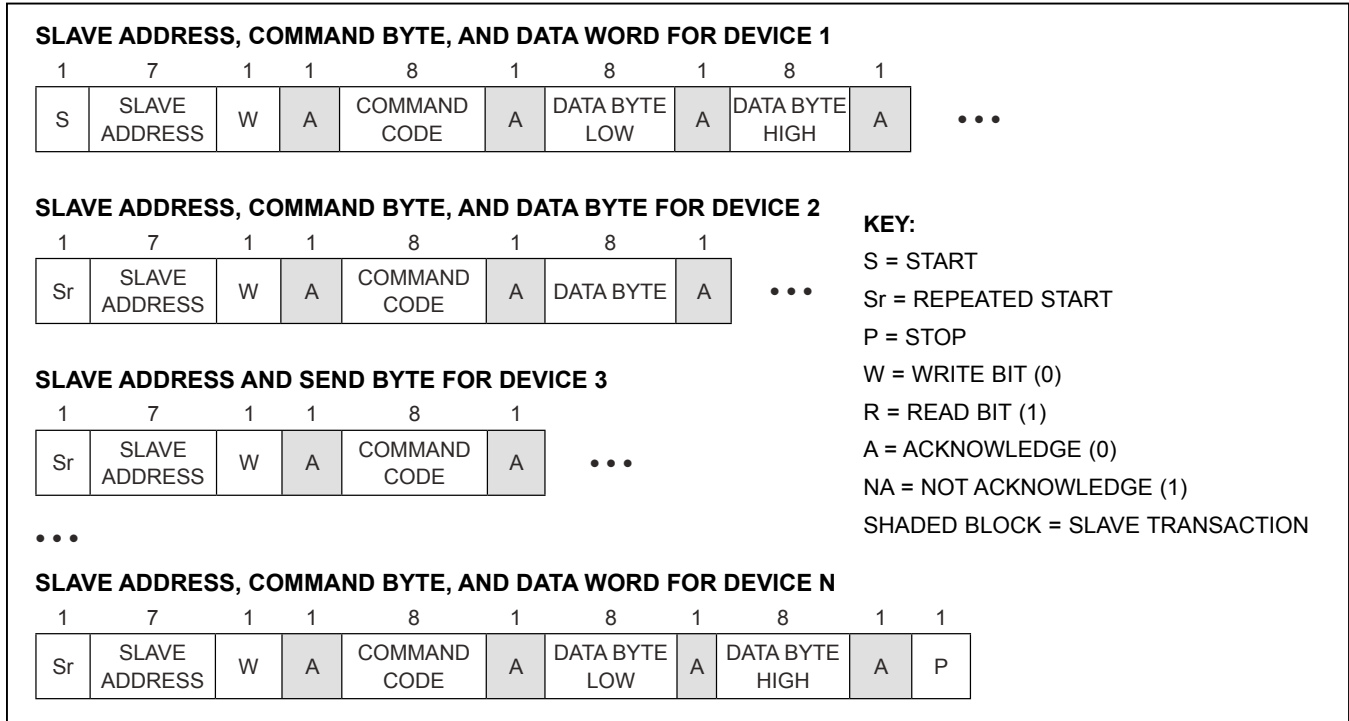 SLAVE ADDRESS, COMMAND BYTE, AND DATA WORD FOR DEVICE 1
1 7 1 1 8 1 8 1 8 1
S SLAVE ADDRESS W A COMMAND CODE A DATA BYTE LOW A DATA BYTE HIGH A •••
SLAVE ADDRESS, COMMAND BYTE, AND DATA BYTE FOR DEVICE 2
1 7 1 1 8 1 8 1
Sr SLAVE ADDRESS W A COMMAND CODE A DATA BYTE A •••
SLAVE ADDRESS AND SEND BYTE FOR DEVICE 3
1 7 1 1 8 1
Sr SLAVE ADDRESS W A COMMAND CODE A •••
•••
SLAVE ADDRESS, COMMAND BYTE, AND DATA WORD FOR DEVICE N
1 7 1 1 8 1 8 1 8 1 1
Sr SLAVE ADDRESS W A COMMAND CODE A DATA BYTE LOW A DATA BYTE HIGH A P
KEY:
S = START
Sr = REPEATED START
P = STOP
W = WRITE BIT (0)
R = READ BIT (1)
A = ACKNOWLEDGE (0)
NA = NOT ACKNOWLEDGE (1)
SHADED BLOCK = SLAVE TRANSACTION